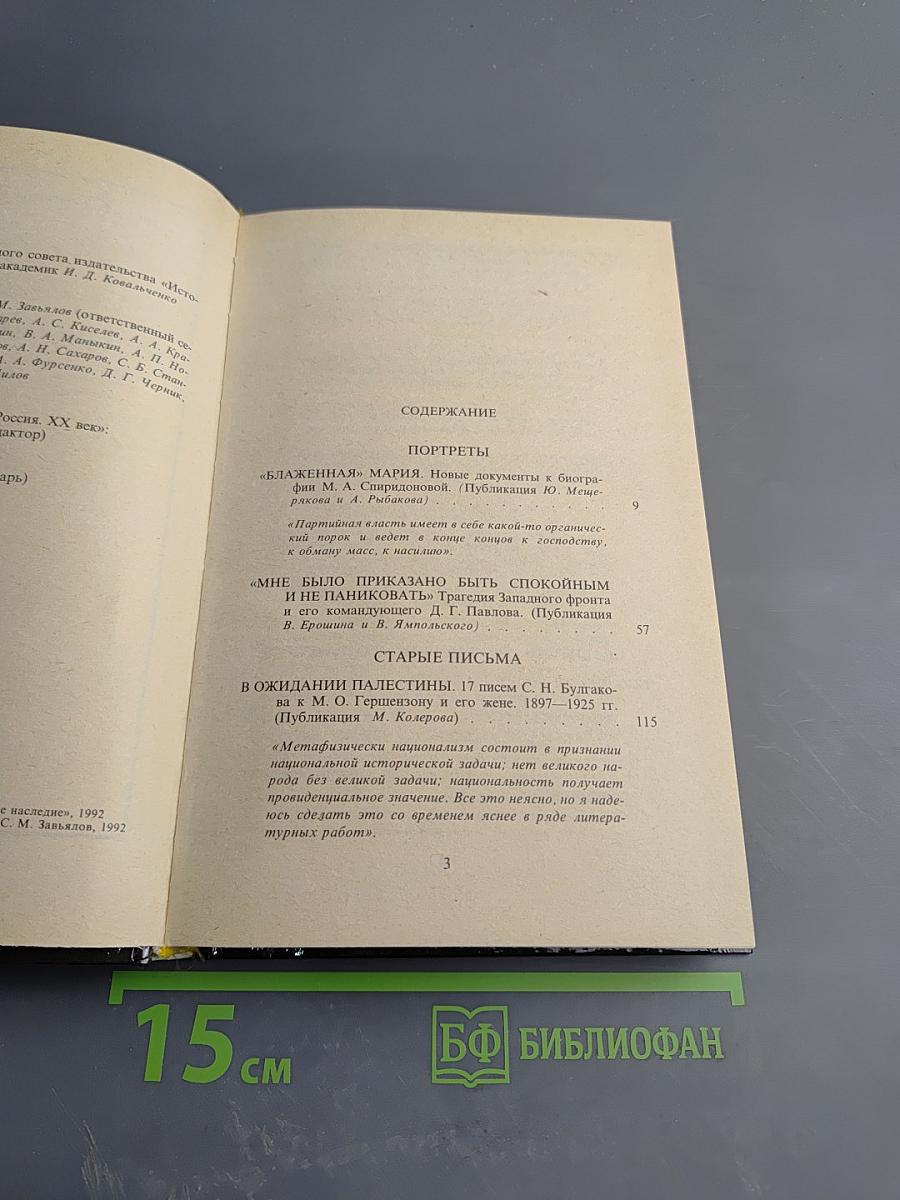 ного совета издательства «Исто-
академик И. Д. Ковальченко
М. Завьялов (ответственный се-
арев, А. С. Киселев, А. А. Кра-
ин, В. А. Маныкин, А. П. Но-
ов, А. Н. Сахаров, С. Б. Стан-
А. А. Фурсенко, Д. Г. Черник,
Шилов
Россия. XX век»:
дактор)
арь)
е наследие», 1992
С. М. Завьялов, 1992
СОДЕРЖАНИЕ
ПОРТРЕТЫ
«БЛАЖЕННАЯ» МАРИЯ. Новые документы к биогра-
фии М. А. Спиридоновой. (Публикация Ю. Меще-
рякова и А. Рыбакова) . . . . . . . . . . . 9
«Партийная власть имеет в себе какой-то органичес-
кий порок и ведет в конце концов к господству,
к обману масс, к насилию».
«МНЕ БЫЛО ПРИКАЗАНО БЫТЬ СПОКОЙНЫМ
И НЕ ПАНИКОВАТЬ» Трагедия Западного фронта
и его командующего Д. Г. Павлова. (Публикация
В. Ерошина и В. Ямпольского) . . . . . . . 57
СТАРЫЕ ПИСЬМА
В ОЖИДАНИИ ПАЛЕСТИНЫ. 17 писем С. Н. Булгако-
ва к М. О. Гершензону и его жене. 1897—1925 гг.
(Публикация М. Колерова) . . . . . . . . . 115
«Метафизически национализм состоит в признании
национальной исторической задачи; нет великого на-
рода без великой задачи; национальность получает
провиденциальное значение. Все это неясно, но я наде-
юсь сделать это со временем яснее в ряде литера-
турных работ».
3
15 см
БФ БИБЛИОФАН